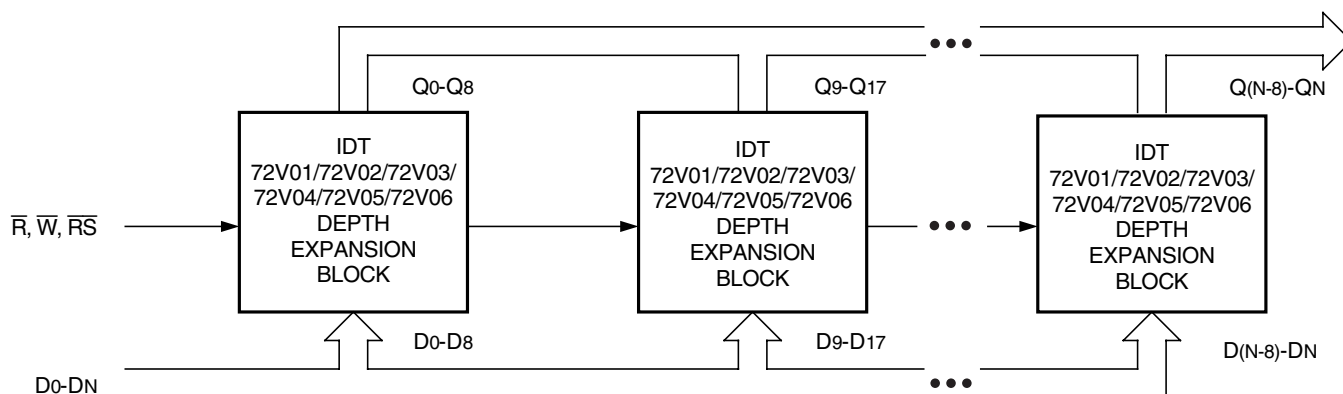 Q0-Q8
Q9-Q17
Q(N-8)-QN
IDT
72V01/72V02/72V03/
72V04/72V05/72V06
DEPTH
EXPANSION
BLOCK
IDT
72V01/72V02/72V03/
72V04/72V05/72V06
DEPTH
EXPANSION
BLOCK
IDT
72V01/72V02/72V03/
72V04/72V05/72V06
DEPTH
EXPANSION
BLOCK
R̅, W̅, R̅S̅
D0-D8
D9-D17
D(N-8)-DN
D0-DN